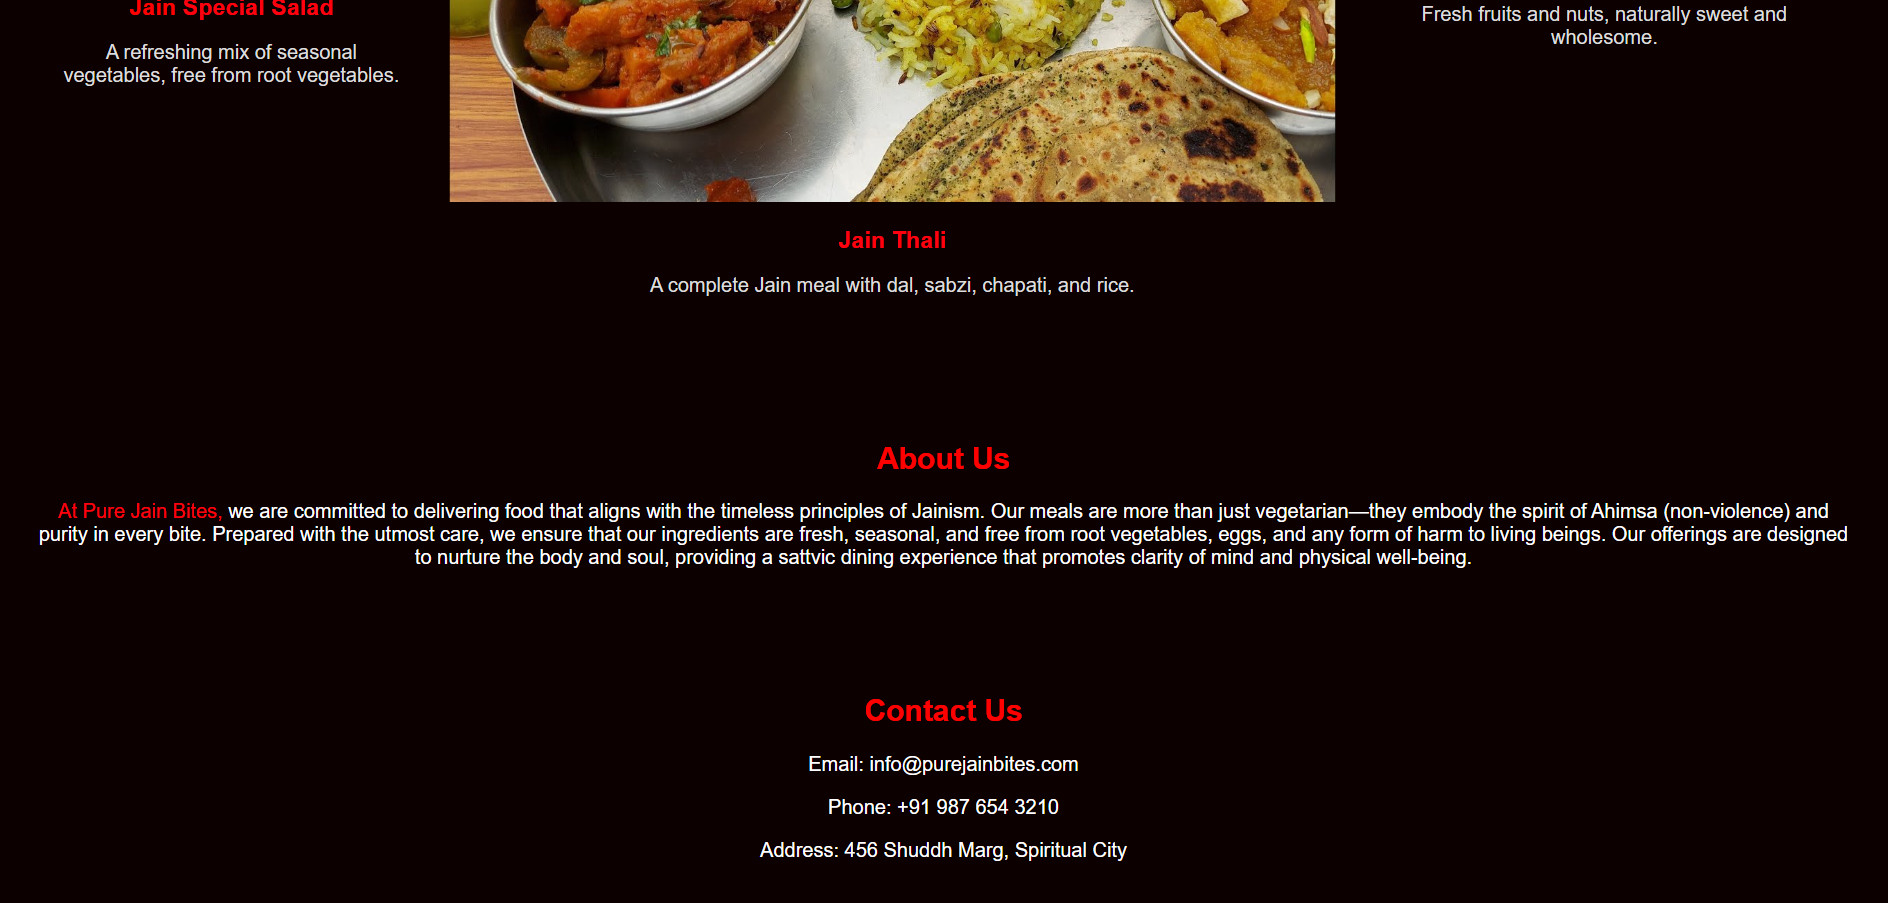 Jain Special Salad
A refreshing mix of seasonal
vegetables, free from root vegetables.
Fresh fruits and nuts, naturally sweet and
wholesome.
Jain Thali
A complete Jain meal with dal, sabzi, chapati, and rice.
About Us
At Pure Jain Bites, we are committed to delivering food that aligns with the timeless principles of Jainism. Our meals are more than just vegetarian—they embody the spirit of Ahimsa (non-violence) and
purity in every bite. Prepared with the utmost care, we ensure that our ingredients are fresh, seasonal, and free from root vegetables, eggs, and any form of harm to living beings. Our offerings are designed
to nurture the body and soul, providing a sattvic dining experience that promotes clarity of mind and physical well-being.
Contact Us
Email: info@purejainbites.com
Phone: +91 987 654 3210
Address: 456 Shuddh Marg, Spiritual City